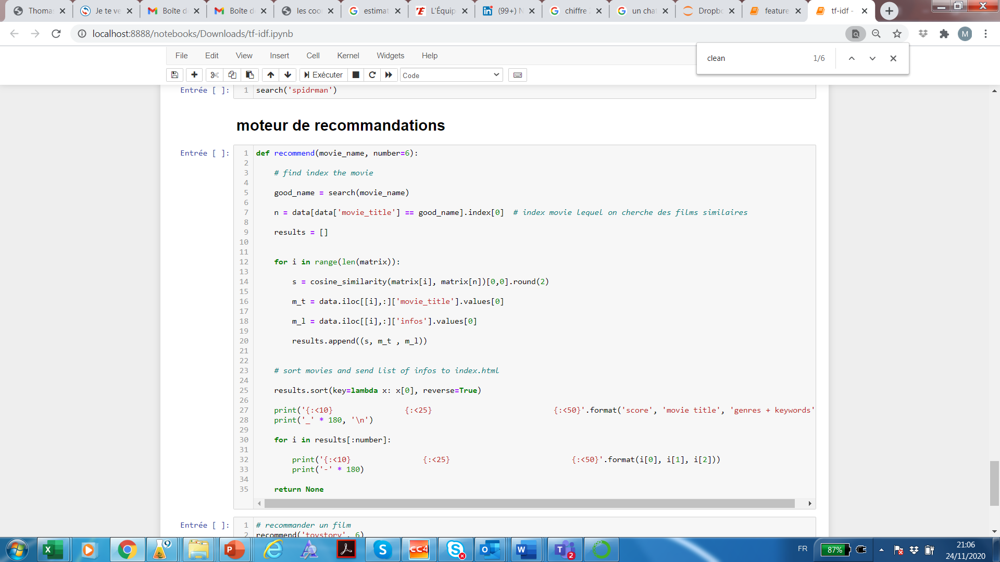 Thoma
Je te ve
Boîte d
Boîte d
les coo
estimat
L'Équip
(99+) N
chiffre
un chat
Dropbo
feature
tf-idf -
localhost:8888/notebooks/Downloads/tf-idf.ipynb
M
clean 1/6
File Edit View Insert Cell Kernel Widgets Help
Exécuter Code
Entrée [ ]: 1 search('spidrman')
moteur de recommandations
Entrée [ ]: 1 def recommend(movie_name, number=6):
2
3 # find index the movie
4
5 good_name = search(movie_name)
6
7 n = data[data['movie_title'] == good_name].index[0] # index movie lequel on cherche des films similaires
8
9 results = []
10
11
12 for i in range(len(matrix)):
13
14 s = cosine_similarity(matrix[i], matrix[n])[0,0].round(2)
15
16 m_t = data.iloc[[i],:]['movie_title'].values[0]
17
18 m_l = data.iloc[[i],:]['infos'].values[0]
19
20 results.append((s, m_t , m_l))
21
22
23 # sort movies and send list of infos to index.html
24
25 results.sort(key=lambda x: x[0], reverse=True)
26
27 print('{:<10} {:<25} {:<50}'.format('score', 'movie title', 'genres + keywords'
28 print('_' * 180, '\n')
29
30 for i in results[:number]:
31
32 print('{:<10} {:<25} {:<50}'.format(i[0], i[1], i[2]))
33 print('-' * 180)
34
35 return None
Entrée [ ]: 1 # recommander un film
2 recommend('toystory', 6)
FR 87% 21:06
24/11/2020